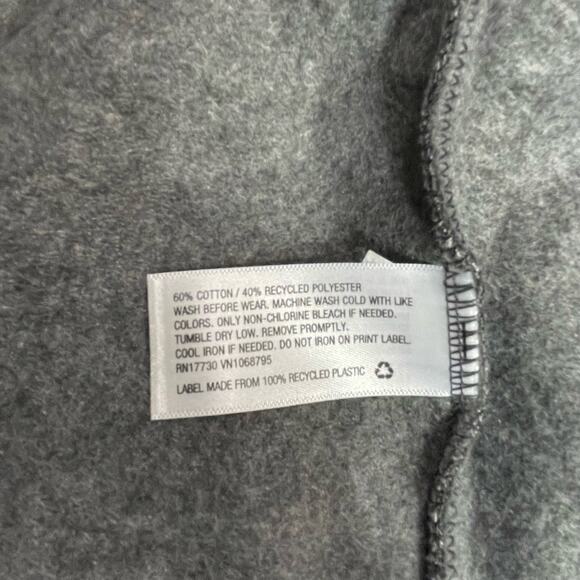 60% COTTON / 40% RECYCLED POLYESTER
WASH BEFORE WEAR. MACHINE WASH COLD WITH LIKE
COLORS. ONLY NON-CHLORINE BLEACH IF NEEDED.
TUMBLE DRY LOW. REMOVE PROMPTLY.
COOL IRON IF NEEDED. DO NOT IRON ON PRINT LABEL.
RN17730 VN1068795
LABEL MADE FROM 100% RECYCLED PLASTIC